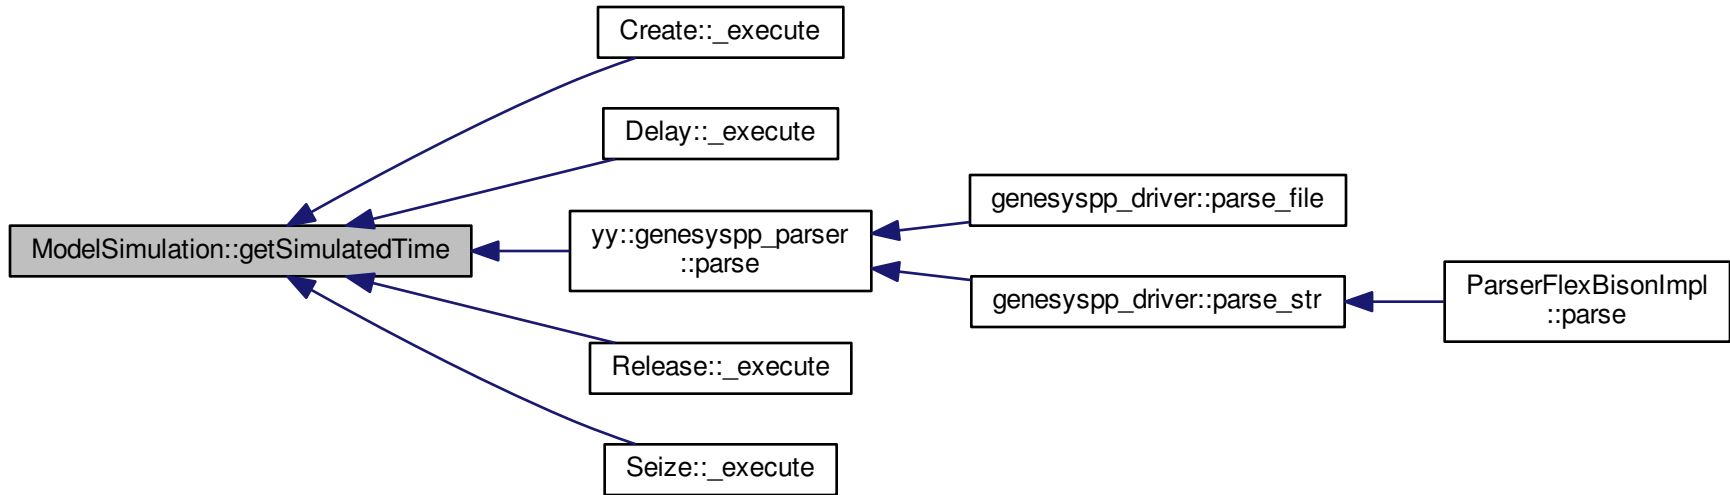 Create::_execute
Delay::_execute
genesyspp_driver::parse_file
yy::genesyspp_parser
::parse
ModelSimulation::getSimulatedTime
genesyspp_driver::parse_str
ParserFlexBisonImpl
::parse
Release::_execute
Seize::_execute